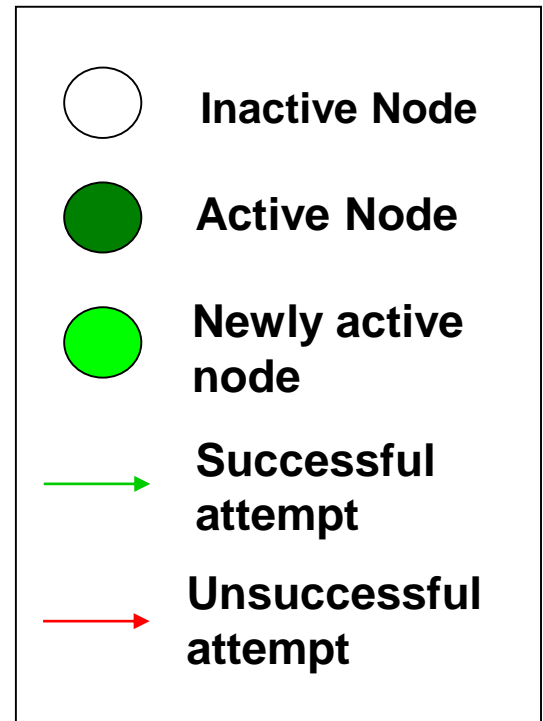 Inactive Node
Active Node
Newly active
node
Successful
attempt
Unsuccessful
attempt